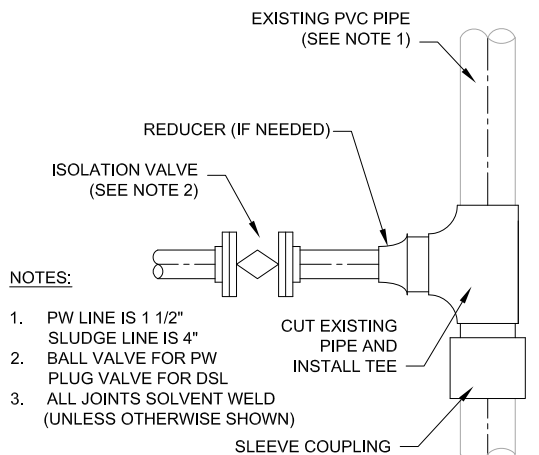 EXISTING PVC PIPE
(SEE NOTE 1)
REDUCER (IF NEEDED)
ISOLATION VALVE
(SEE NOTE 2)
NOTES:
1. PW LINE IS 1 1/2"
SLUDGE LINE IS 4"
2. BALL VALVE FOR PW
PLUG VALVE FOR DSL
3. ALL JOINTS SOLVENT WELD
(UNLESS OTHERWISE SHOWN)
CUT EXISTING
PIPE AND
INSTALL TEE
SLEEVE COUPLING